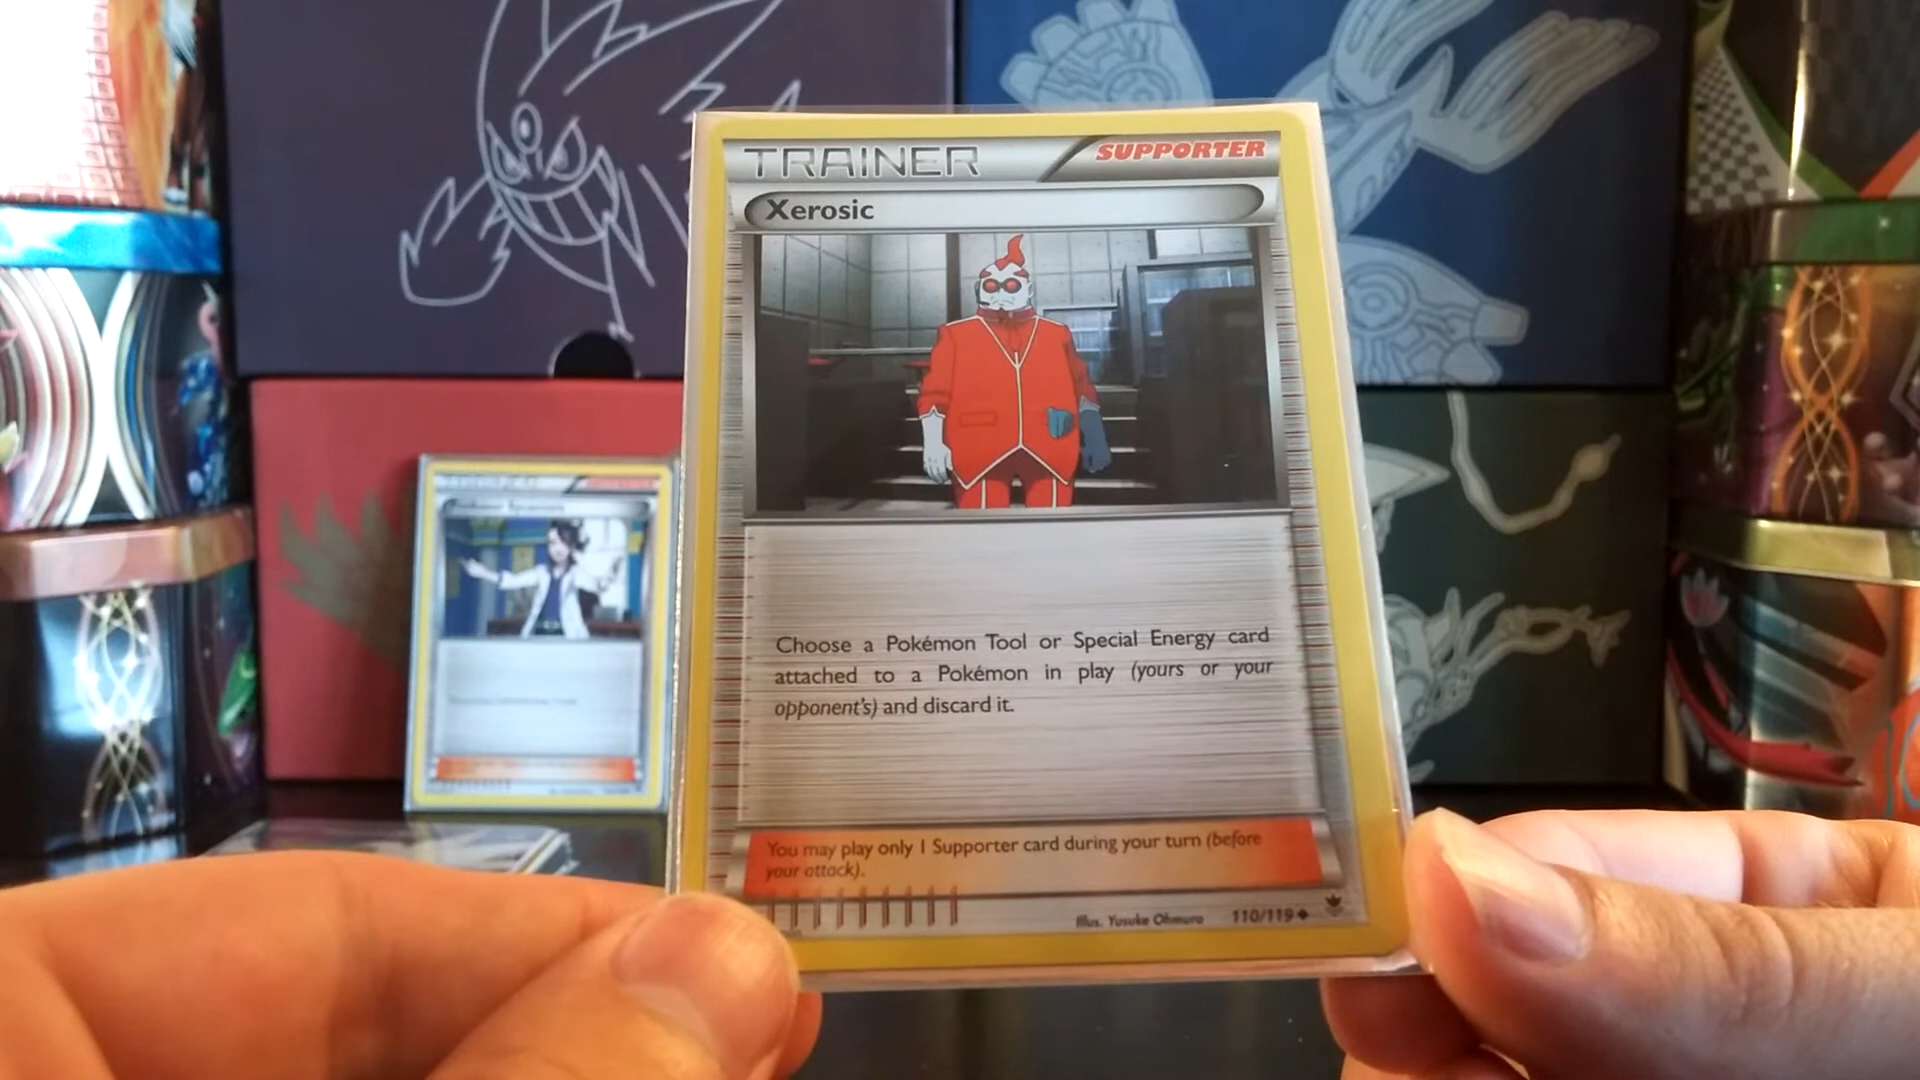 TRAINER
SUPPORTER
Xerosic
Choose a Pokémon Tool or Special Energy card
attached to a Pokémon in play (yours or your
opponent's) and discard it.
You may play only 1 Supporter card during your turn (before
your attack).
Illus. Yusuke Ohmura 110/119